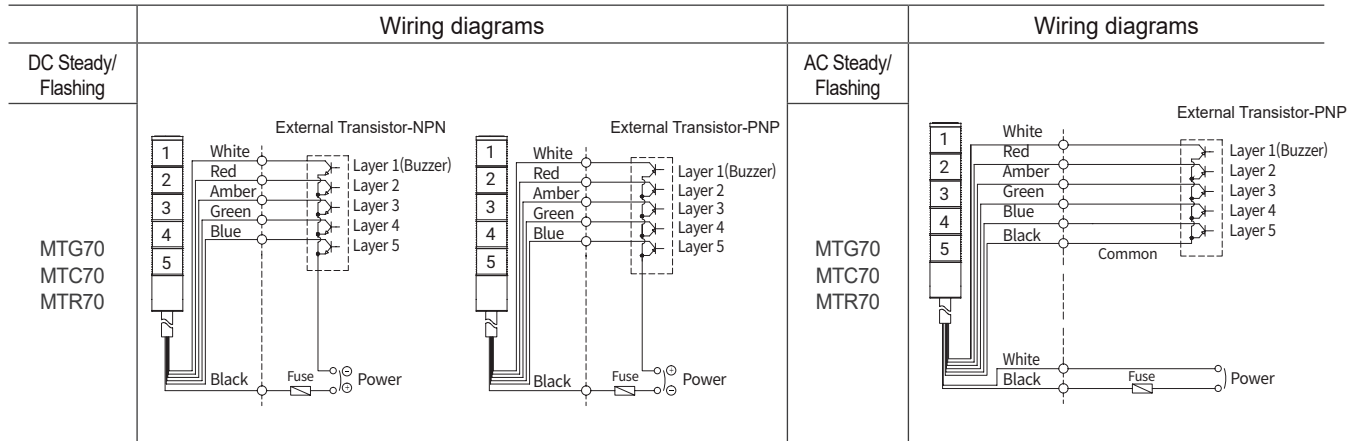 Wiring diagrams
Wiring diagrams
DC Steady/
Flashing
External Transistor-NPN
1
2
3
4
5
White
Red
Amber
Green
Blue
Layer 1(Buzzer)
Layer 2
Layer 3
Layer 4
Layer 5
Black
Fuse
⊖
⊕
Power
External Transistor-PNP
1
2
3
4
5
White
Red
Amber
Green
Blue
Layer 1(Buzzer)
Layer 2
Layer 3
Layer 4
Layer 5
Black
Fuse
⊕
⊖
Power
MTG70
MTC70
MTR70
AC Steady/
Flashing
External Transistor-PNP
1
2
3
4
5
White
Red
Amber
Green
Blue
Black
Common
Layer 1(Buzzer)
Layer 2
Layer 3
Layer 4
Layer 5
White
Black
Fuse
Power
MTG70
MTC70
MTR70